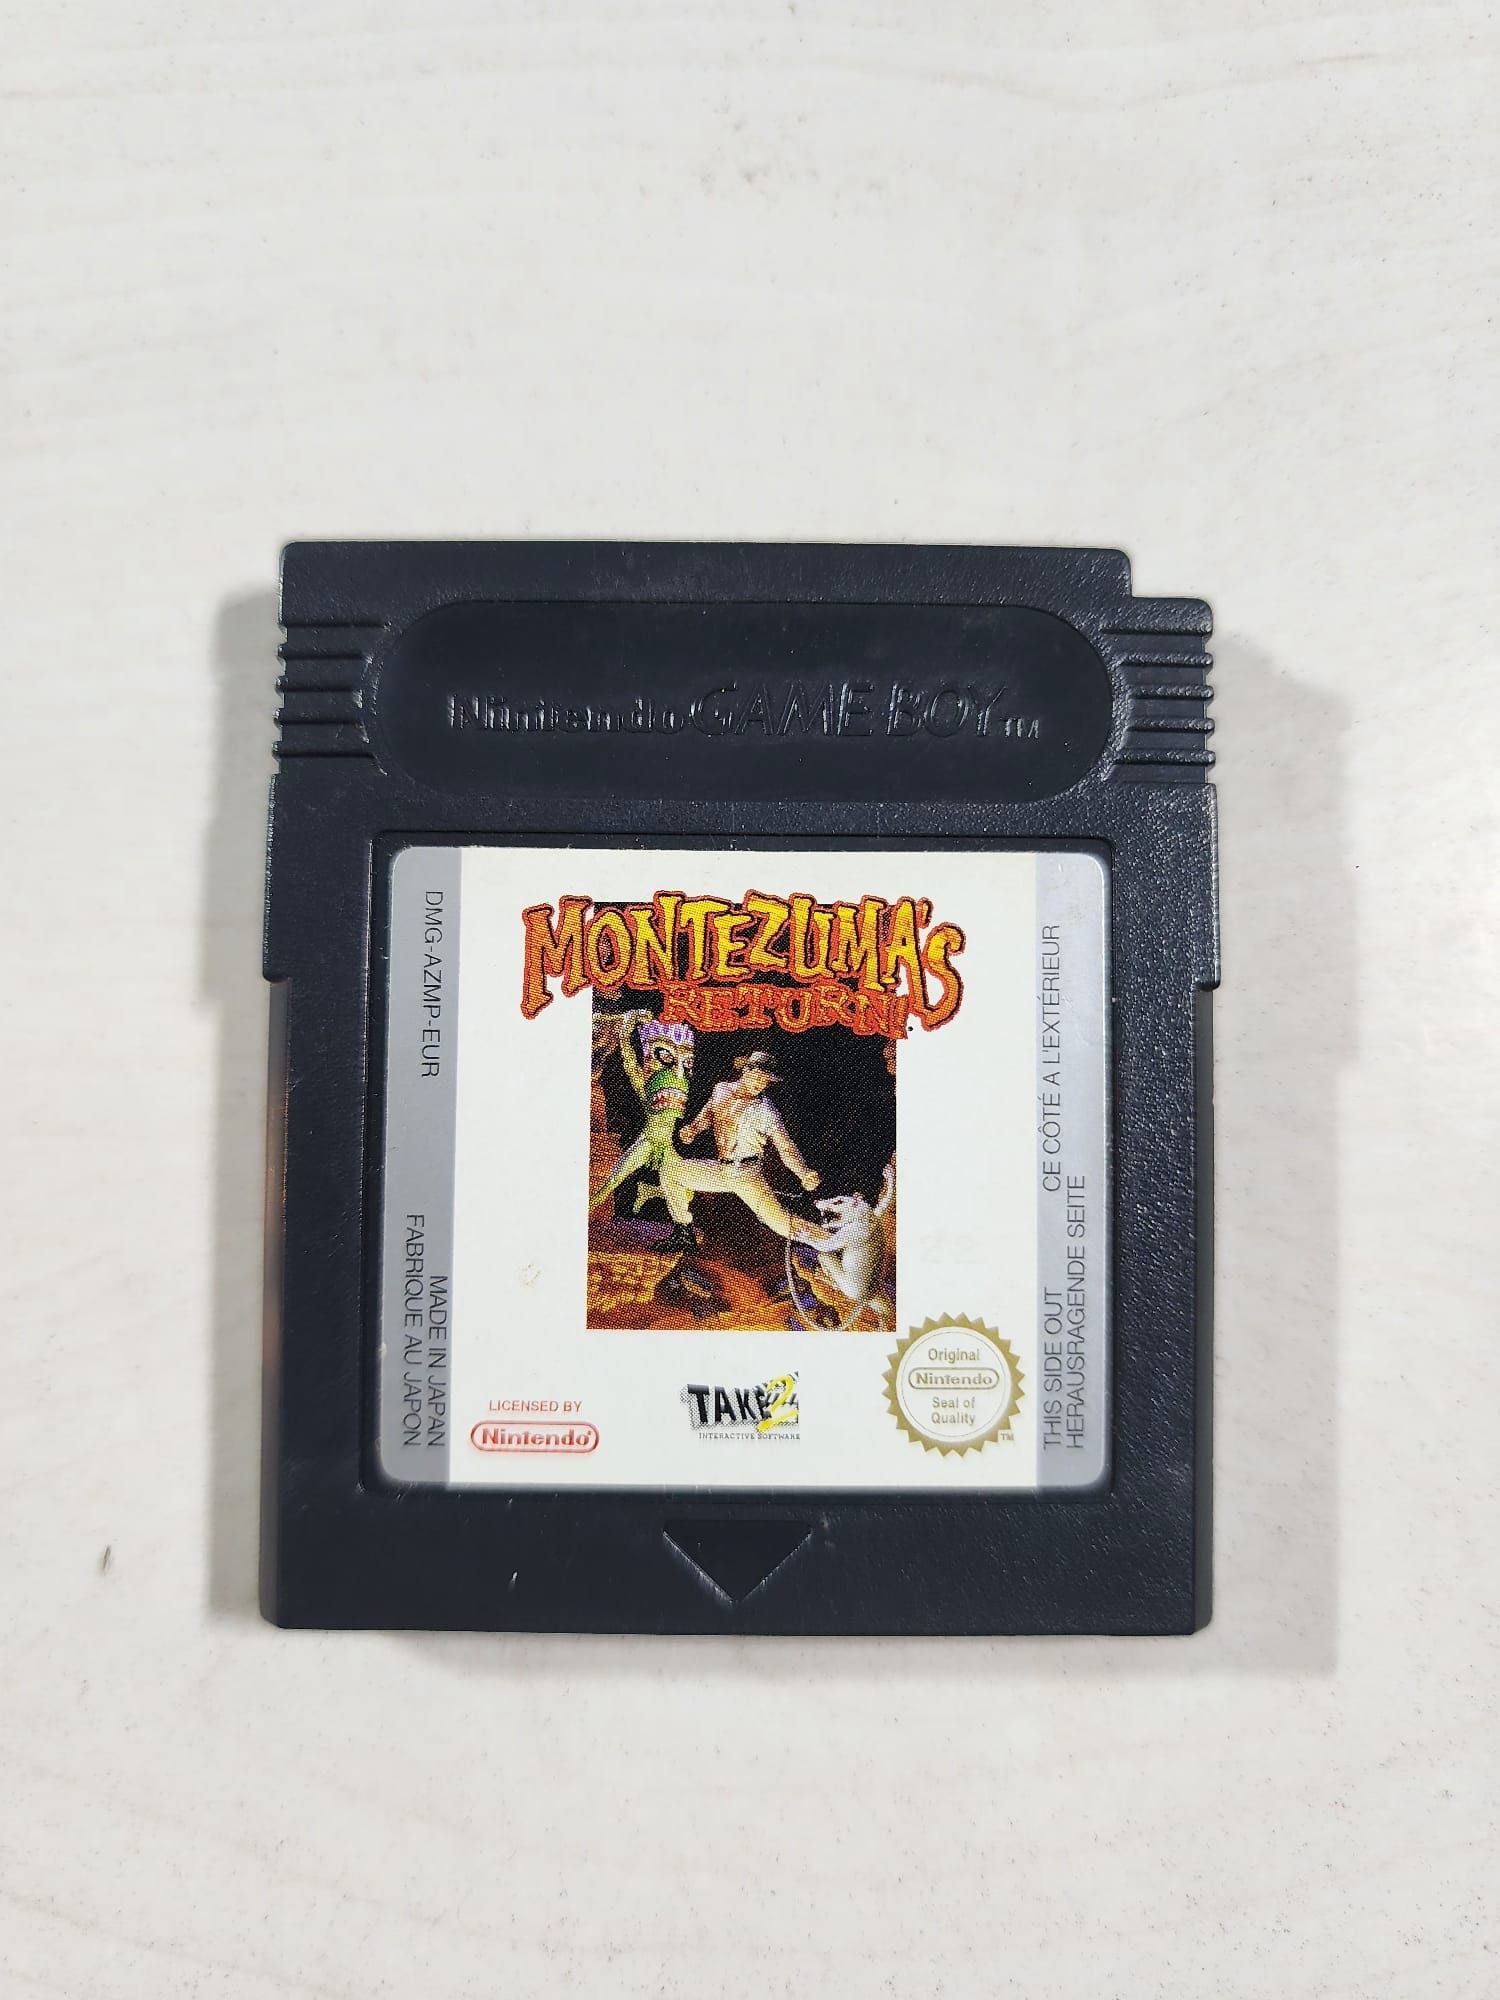 Nintendo GAME BOY TM
DMG-AZMP-EUR
MADE IN JAPAN
FABRIQUE AU JAPON
MONTEZUMA'S
RETURN!
LICENSED BY
Nintendo®
TAKE 2
INTERACTIVE SOFTWARE
Original
Nintendo
Seal of
Quality
TM
CE CÔTÉ A L'EXTÉRIEUR
THIS SIDE OUT
HERAUSRAGENDE SEITE